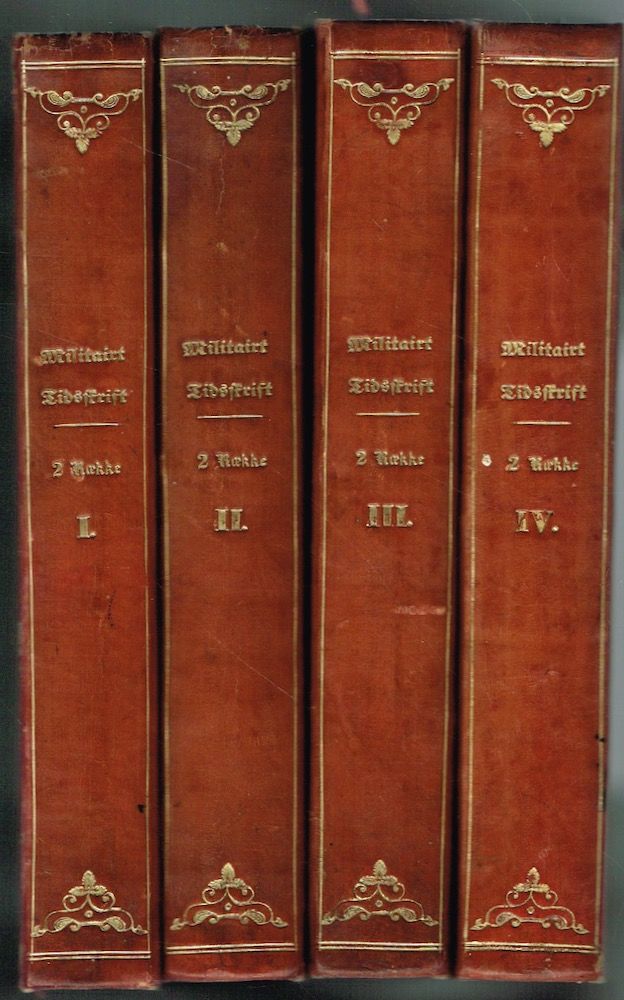 Militairt
Tidsskrift
2 Række
I.
Militairt
Tidsskrift
2 Række
II.
Militairt
Tidsskrift
2 Række
III.
Militairt
Tidsskrift
2 Række
IV.